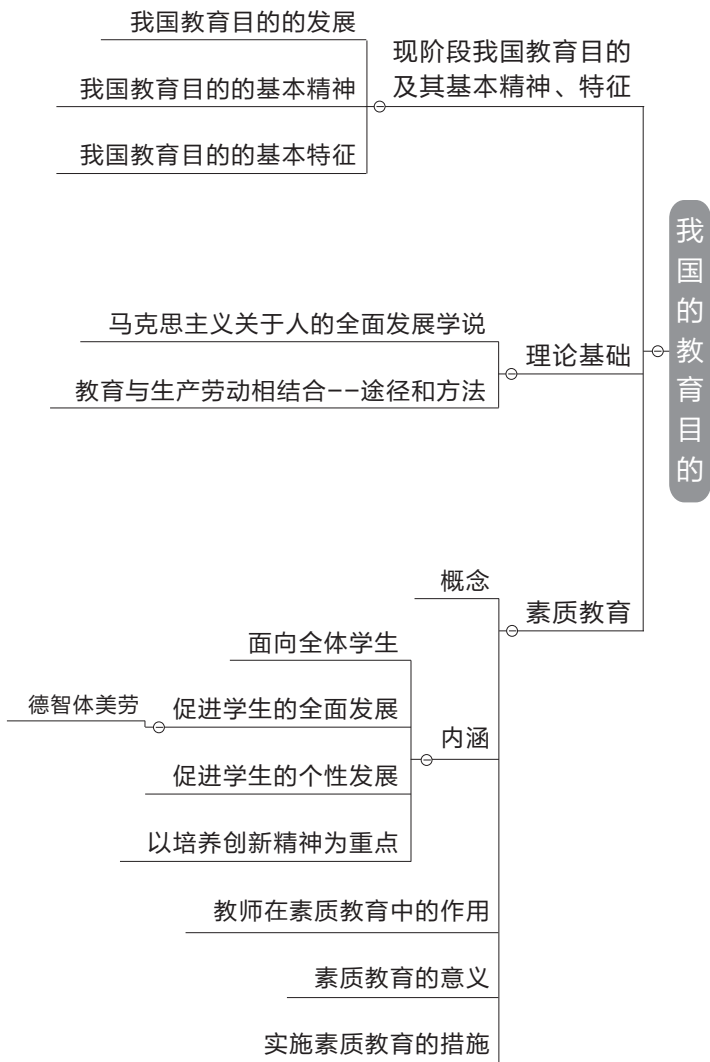 我国的教育目的
现阶段我国教育目的
及其基本精神、特征
我国教育目的的发展
我国教育目的的基本精神
我国教育目的的基本特征
理论基础
马克思主义关于人的全面发展学说
教育与生产劳动相结合--途径和方法
素质教育
概念
内涵
面向全体学生
促进学生的全面发展
德智体美劳
促进学生的个性发展
以培养创新精神为重点
教师在素质教育中的作用
素质教育的意义
实施素质教育的措施